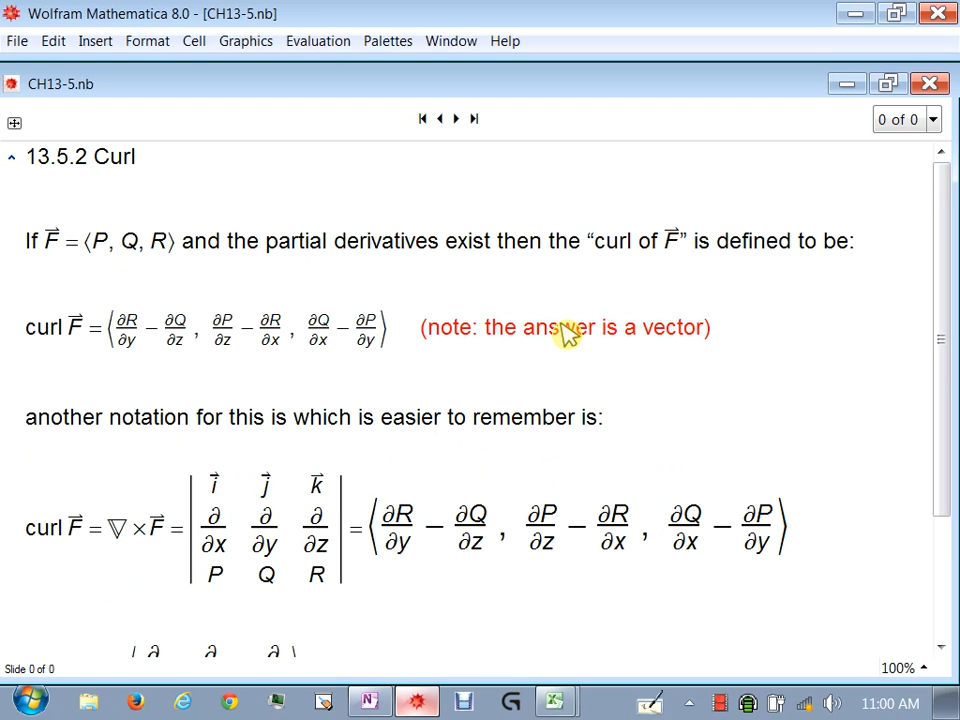 Wolfram Mathematica 8.0 - [CH13-5.nb]
File Edit Insert Format Cell Graphics Evaluation Palettes Window Help
CH13-5.nb
0 of 0
13.5.2 Curl
If F⃗ = ⟨P, Q, R⟩ and the partial derivatives exist then the “curl of F⃗” is defined to be:
curl F⃗ = ⟨∂R/∂y − ∂Q/∂z , ∂P/∂z − ∂R/∂x , ∂Q/∂x − ∂P/∂y⟩ (note: the answer is a vector)
another notation for this is which is easier to remember is:
i⃗ j⃗ k⃗
curl F⃗ = ▽ × F⃗ = | ∂/∂x ∂/∂y ∂/∂z | = ⟨∂R/∂y − ∂Q/∂z , ∂P/∂z − ∂R/∂x , ∂Q/∂x − ∂P/∂y⟩
P Q R
∂ ∂ ∂
Slide 0 of 0 100%
11:00 AM